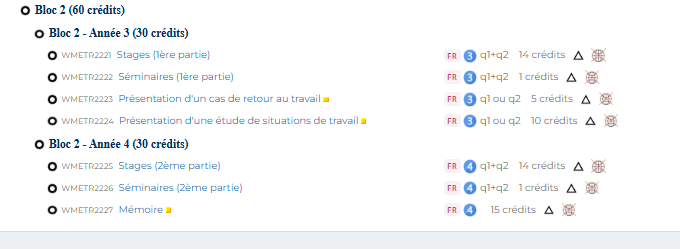 Bloc 2 (60 crédits)
Bloc 2 - Année 3 (30 crédits)
WMETR2221 Stages (1ère partie) FR 3 q1+q2 14 crédits
WMETR2222 Séminaires (1ère partie) FR 3 q1+q2 1 crédits
WMETR2223 Présentation d'un cas de retour au travail FR 3 q1 ou q2 5 crédits
WMETR2224 Présentation d'une étude de situations de travail FR 3 q1 ou q2 10 crédits
Bloc 2 - Année 4 (30 crédits)
WMETR2225 Stages (2ème partie) FR 4 q1+q2 14 crédits
WMETR2226 Séminaires (2ème partie) FR 4 q1+q2 1 crédits
WMETR2227 Mémoire FR 4 15 crédits